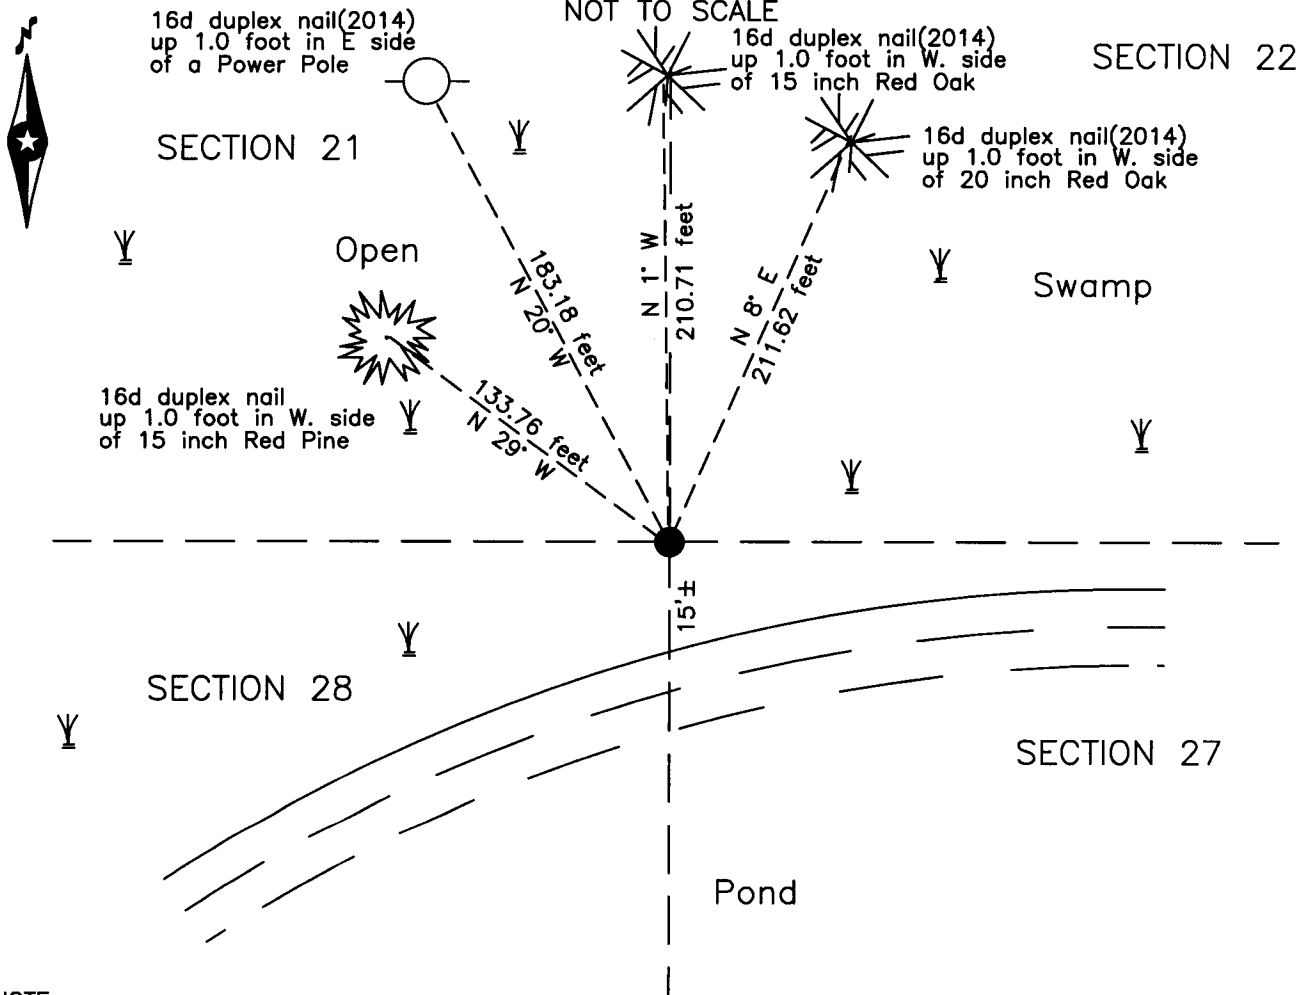 NOT TO SCALE
16d duplex nail(2014)
up 1.0 foot in E side
of a Power Pole
16d duplex nail(2014)
up 1.0 foot in W. side
of 15 inch Red Oak
SECTION 22
N
SECTION 21
16d duplex nail(2014)
up 1.0 foot in W. side
of 20 inch Red Oak
Open
Swamp
183.18 feet
N 20° W
N 1° W
210.71 feet
N 8° E
211.62 feet
16d duplex nail
up 1.0 foot in W. side
of 15 inch Red Pine
133.76 feet
N 29° W
15'±
SECTION 28
SECTION 27
Pond